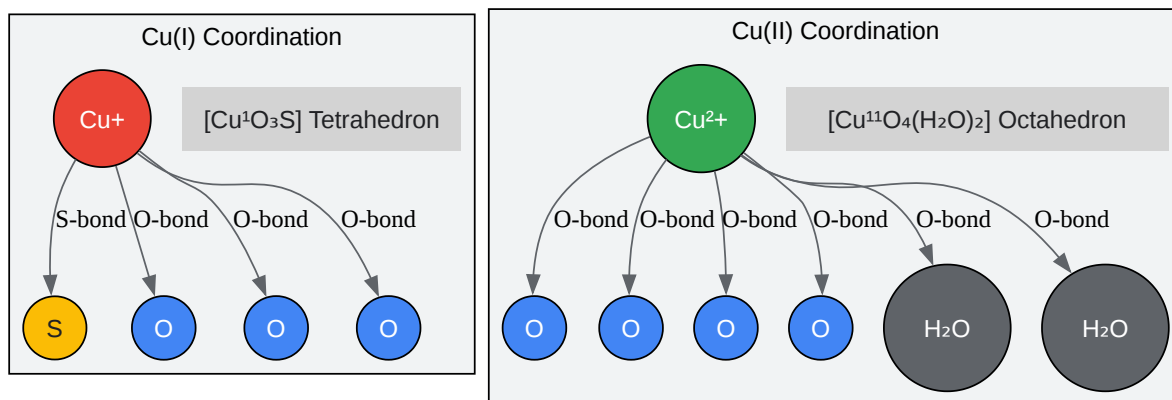 Cu(I) Coordination
Cu+
[Cu¹O₃S] Tetrahedron
S-bond
O-bond
O-bond
O-bond
S
O
O
O
Cu(II) Coordination
Cu²+
[Cu¹¹O₄(H₂O)₂] Octahedron
O-bond
O-bond
O-bond
O-bond
O-bond
O-bond
O
O
O
O
H₂O
H₂O